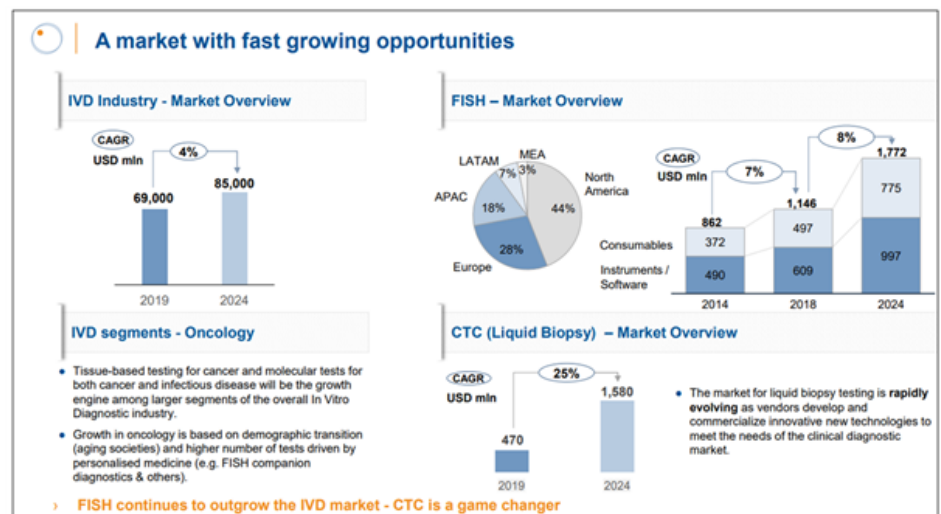 A market with fast growing opportunities
IVD Industry - Market Overview
CAGR
USD mln
4%
69,000
85,000
2019
2024
FISH – Market Overview
LATAM
MEA
7%
3%
North
America
APAC
18%
44%
28%
Europe
CAGR
USD mln
7%
8%
862
1,146
1,772
Consumables
372
497
775
Instruments /
Software
490
609
997
2014
2018
2024
IVD segments - Oncology
• Tissue-based testing for cancer and molecular tests for
both cancer and infectious disease will be the growth
engine among larger segments of the overall In Vitro
Diagnostic industry.
• Growth in oncology is based on demographic transition
(aging societies) and higher number of tests driven by
personalised medicine (e.g. FISH companion
diagnostics & others).
CTC (Liquid Biopsy) – Market Overview
CAGR
USD mln
25%
470
1,580
2019
2024
• The market for liquid biopsy testing is rapidly
evolving as vendors develop and
commercialize innovative new technologies to
meet the needs of the clinical diagnostic
market.
› FISH continues to outgrow the IVD market - CTC is a game changer